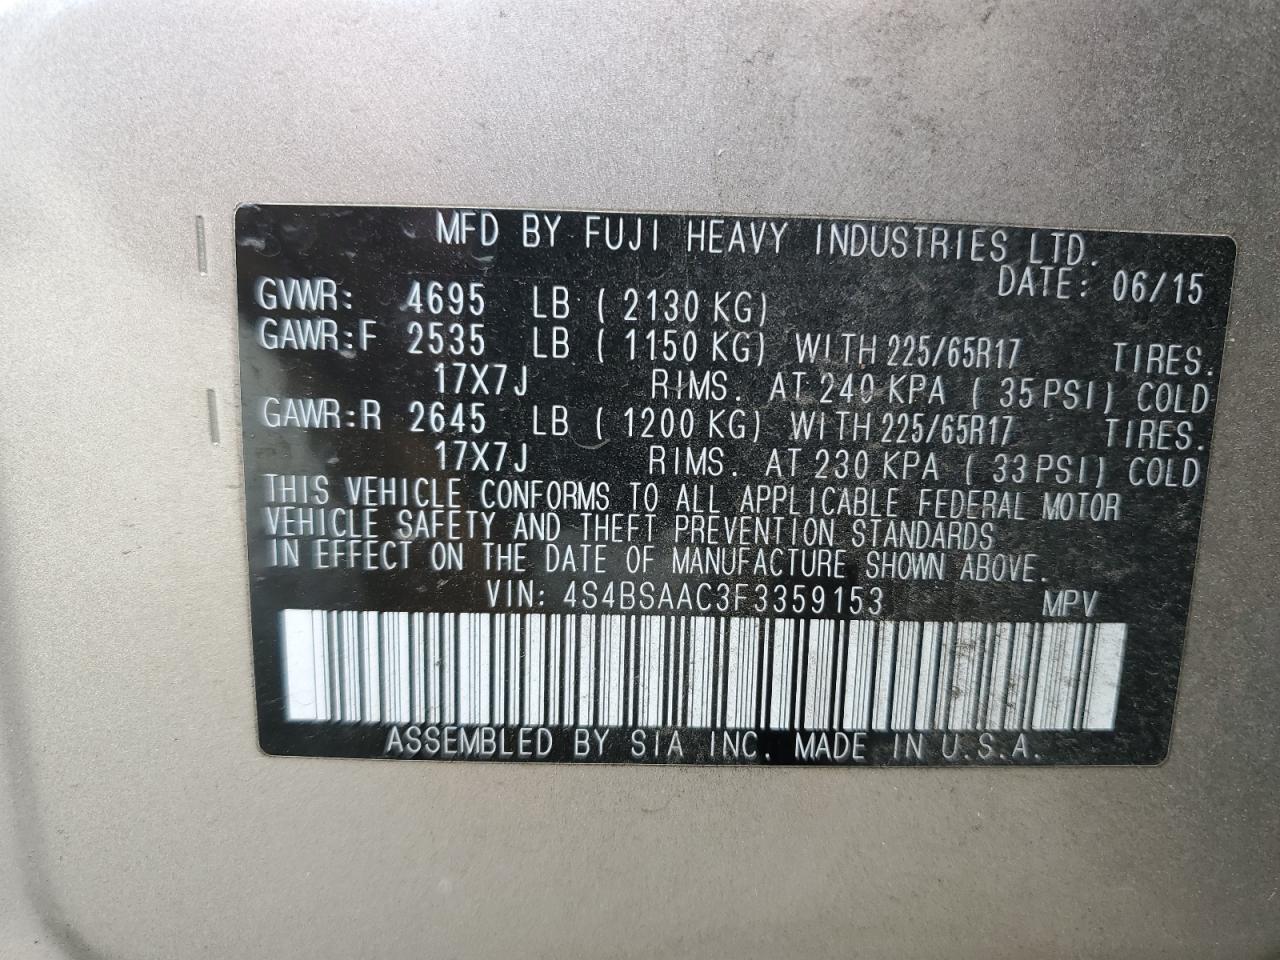 MFD BY FUJI HEAVY INDUSTRIES LTD.
DATE: 06/15
GVWR: 4695 LB ( 2130 KG)
GAWR:F 2535 LB ( 1150 KG) WITH 225/65R17 TIRES.
17X7J RIMS. AT 240 KPA ( 35 PSI) COLD
GAWR:R 2645 LB ( 1200 KG) WITH 225/65R17 TIRES.
17X7J RIMS. AT 230 KPA ( 33 PSI) COLD
THIS VEHICLE CONFORMS TO ALL APPLICABLE FEDERAL MOTOR
VEHICLE SAFETY AND THEFT PREVENTION STANDARDS
IN EFFECT ON THE DATE OF MANUFACTURE SHOWN ABOVE.
VIN: 4S4BSAAC3F3359153 MPV
ASSEMBLED BY SIA INC. MADE IN U.S.A.